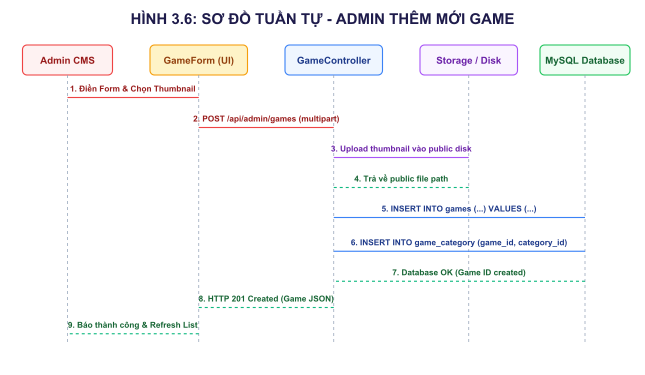 HÌNH 3.6: SƠ ĐỒ TUẦN TỰ - ADMIN THÊM MỚI GAME
Admin CMS
GameForm (UI)
GameController
Storage / Disk
MySQL Database
1. Điền Form & Chọn Thumbnail
2. POST /api/admin/games (multipart)
3. Upload thumbnail vào public disk
4. Trả về public file path
5. INSERT INTO games (...) VALUES (...)
6. INSERT INTO game_category (game_id, category_id)
7. Database OK (Game ID created)
8. HTTP 201 Created (Game JSON)
9. Báo thành công & Refresh List